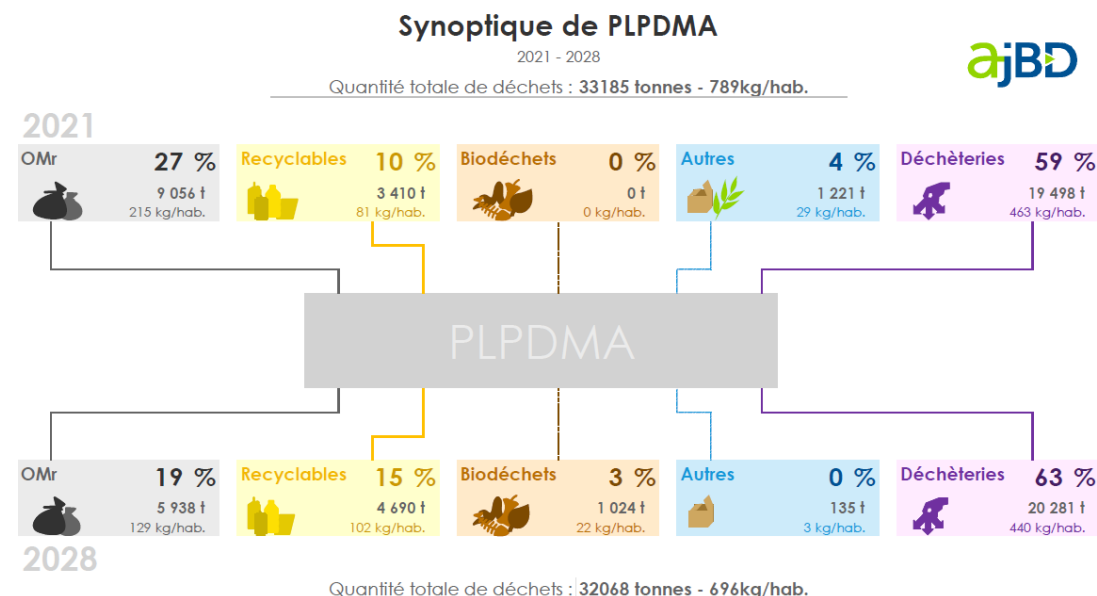 Synoptique de PLPDMA
2021 - 2028
ajBD
Quantité totale de déchets : 33185 tonnes - 789kg/hab.
2021
OMr 27 %
9 056 t
215 kg/hab.
Recyclables 10 %
3 410 t
81 kg/hab.
Biodéchets 0 %
0 t
0 kg/hab.
Autres 4 %
1 221 t
29 kg/hab.
Déchèteries 59 %
19 498 t
463 kg/hab.
PLPDMA
OMr 19 %
5 938 t
129 kg/hab.
Recyclables 15 %
4 690 t
102 kg/hab.
Biodéchets 3 %
1 024 t
22 kg/hab.
Autres 0 %
135 t
3 kg/hab.
Déchèteries 63 %
20 281 t
440 kg/hab.
2028
Quantité totale de déchets : 32068 tonnes - 696kg/hab.